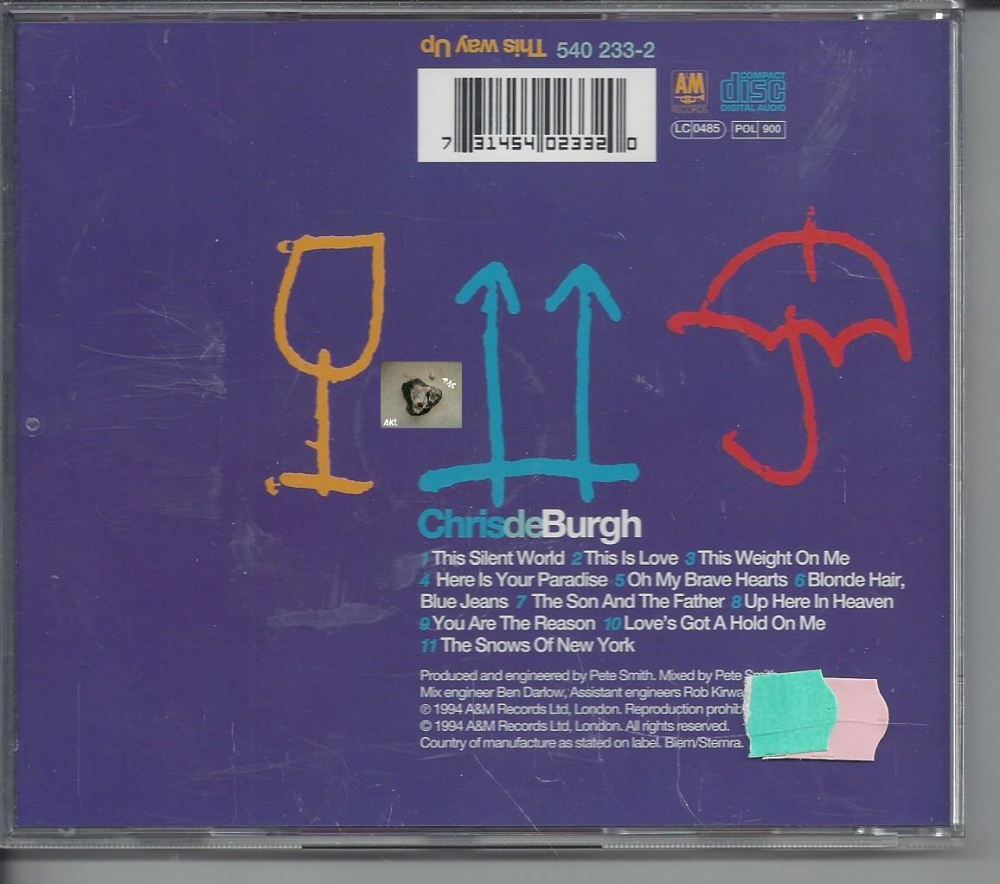 This way Up 540 233-2
7 31454 02332 0
AM
RECORDS
COMPACT
disc
DIGITAL AUDIO
LC 0485 POL 900
AKL
ChrisdeBurgh
1 This Silent World 2 This Is Love 3 This Weight On Me
4 Here Is Your Paradise 5 Oh My Brave Hearts 6 Blonde Hair,
Blue Jeans 7 The Son And The Father 8 Up Here In Heaven
9 You Are The Reason 10 Love's Got A Hold On Me
11 The Snows Of New York
Produced and engineered by Pete Smith. Mixed by Pete
Mix engineer Ben Darlow, Assistant engineers Rob
℗ 1994 A&M Records Ltd, London. Reproduction
© 1994 A&M Records Ltd, London. All rights reserved.
Country of manufacture as stated on label. Biem/Stemra.